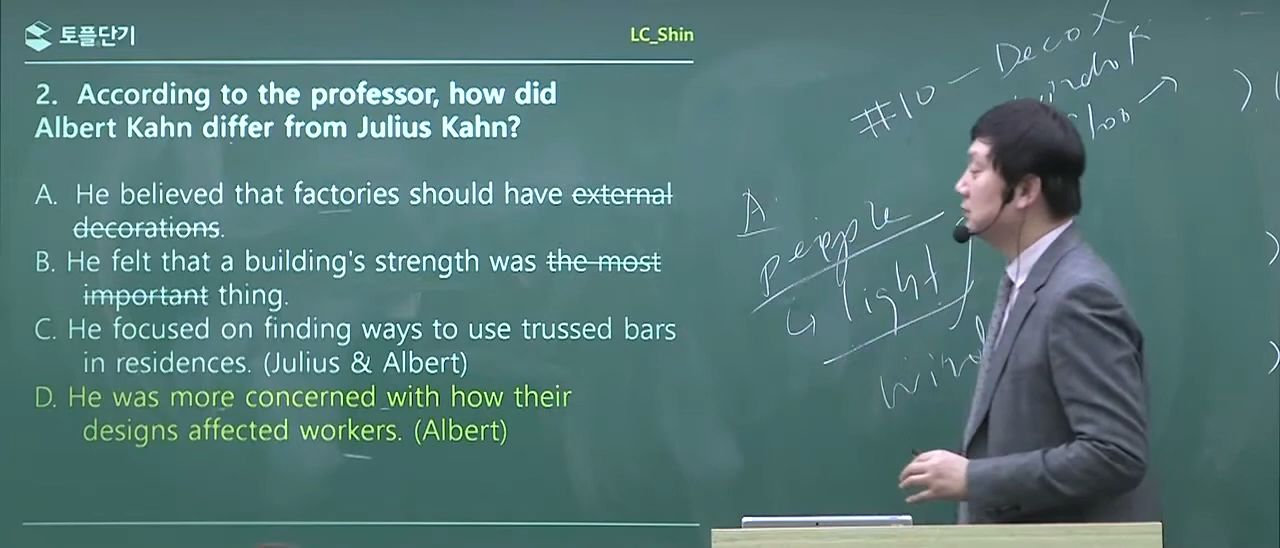 토플단기
LC_Shin
2. According to the professor, how did
Albert Kahn differ from Julius Kahn?
A. He believed that factories should have external
decorations.
B. He felt that a building's strength was the most
important thing.
C. He focused on finding ways to use trussed bars
in residences. (Julius & Albert)
D. He was more concerned with how their
designs affected workers. (Albert)
#10 - Deco X
A
people
light